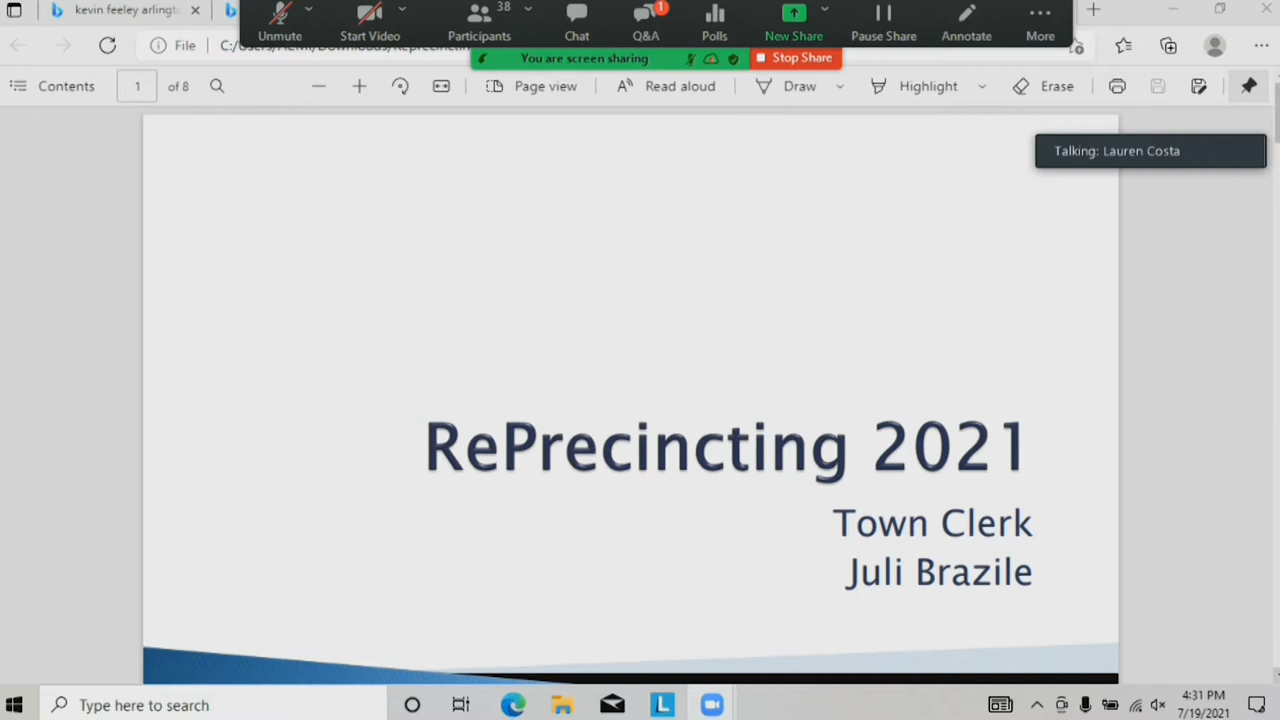 kevin feeley arlingt
Unmute
Start Video
38
Participants
Chat
1
Q&A
Polls
New Share
Pause Share
Annotate
More
File
You are screen sharing
Stop Share
Contents
1
of 8
Page view
A
Read aloud
Draw
Highlight
Erase
Talking: Lauren Costa
RePrecincting 2021
Town Clerk
Juli Brazile
Type here to search
L
4:31 PM
7/19/2021